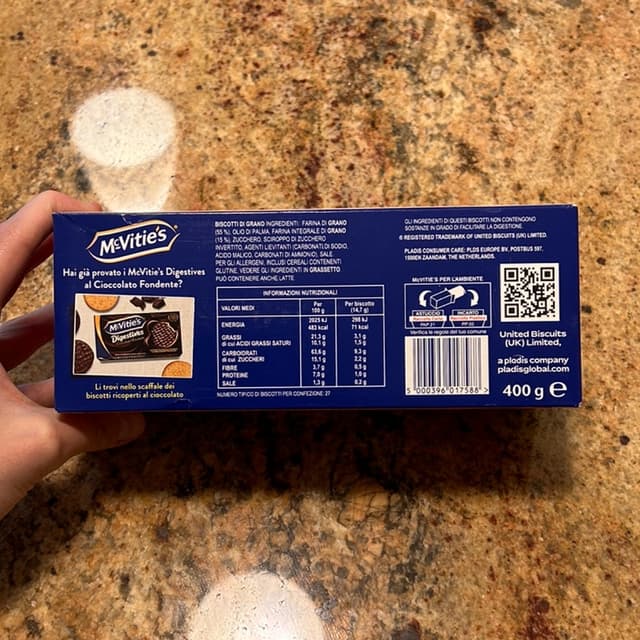 McVitie's
Hai già provato i McVitie's Digestives
al Cioccolato Fondente?
McVitie's
Digestives
Li trovi nello scaffale dei
biscotti ricoperti al cioccolato
BISCOTTI DI GRANO INGREDIENTI: FARINA DI GRANO
(55 %), OLIO DI PALMA, FARINA INTEGRALE DI GRANO
(15 %), ZUCCHERO, SCIROPPO DI ZUCCHERO
INVERTITO, AGENTI LIEVITANTI (CARBONATI DI SODIO,
ACIDO MALICO, CARBONATI DI AMMONIO), SALE.
PER GLI ALLERGENI, INCLUSI CEREALI CONTENENTI
GLUTINE, VEDERE GLI INGREDIENTI IN GRASSETTO
PUÒ CONTENERE ANCHE LATTE
INFORMAZIONI NUTRIZIONALI
VALORI MEDI Per 100 g Per biscotto (14,7 g)
ENERGIA 2025 kJ 298 kJ
483 kcal 71 kcal
GRASSI 21,3 g 3,1 g
di cui ACIDI GRASSI SATURI 10,1 g 1,5 g
CARBOIDRATI 63,6 g 9,3 g
di cui ZUCCHERI 15,1 g 2,2 g
FIBRE 3,7 g 0,5 g
PROTEINE 7,0 g 1,0 g
SALE 1,3 g 0,2 g
NUMERO TIPICO DI BISCOTTI PER CONFEZIONE: 27
GLI INGREDIENTI DI QUESTI BISCOTTI NON CONTENGONO
SOSTANZE IN GRADO DI FACILITARE LA DIGESTIONE.
® REGISTERED TRADEMARK OF UNITED BISCUITS (UK) LIMITED.
PLADIS CONSUMER CARE: PLDS EUROPE BV, POSTBUS 597,
1500EN ZAANDAM, THE NETHERLANDS.
McVITIE'S PER L'AMBIENTE
ASTUCCIO INCARTO
Raccolta Carta Raccolta Plastica
PAP 21 PP 05
Verifica le regole del tuo comune
5 000396 017588 >
United Biscuits
(UK) Limited,
a pladis company
pladisglobal.com
400 g e